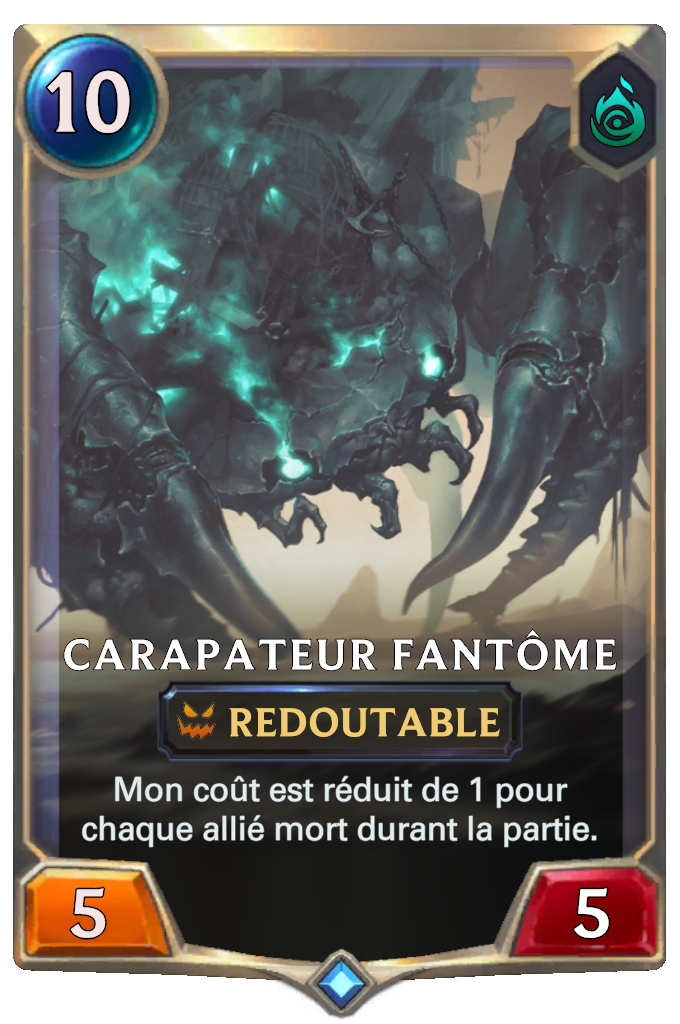 10
CARAPATEUR FANTÔME
REDOUTABLE
Mon coût est réduit de 1 pour
chaque allié mort durant la partie.
5 5